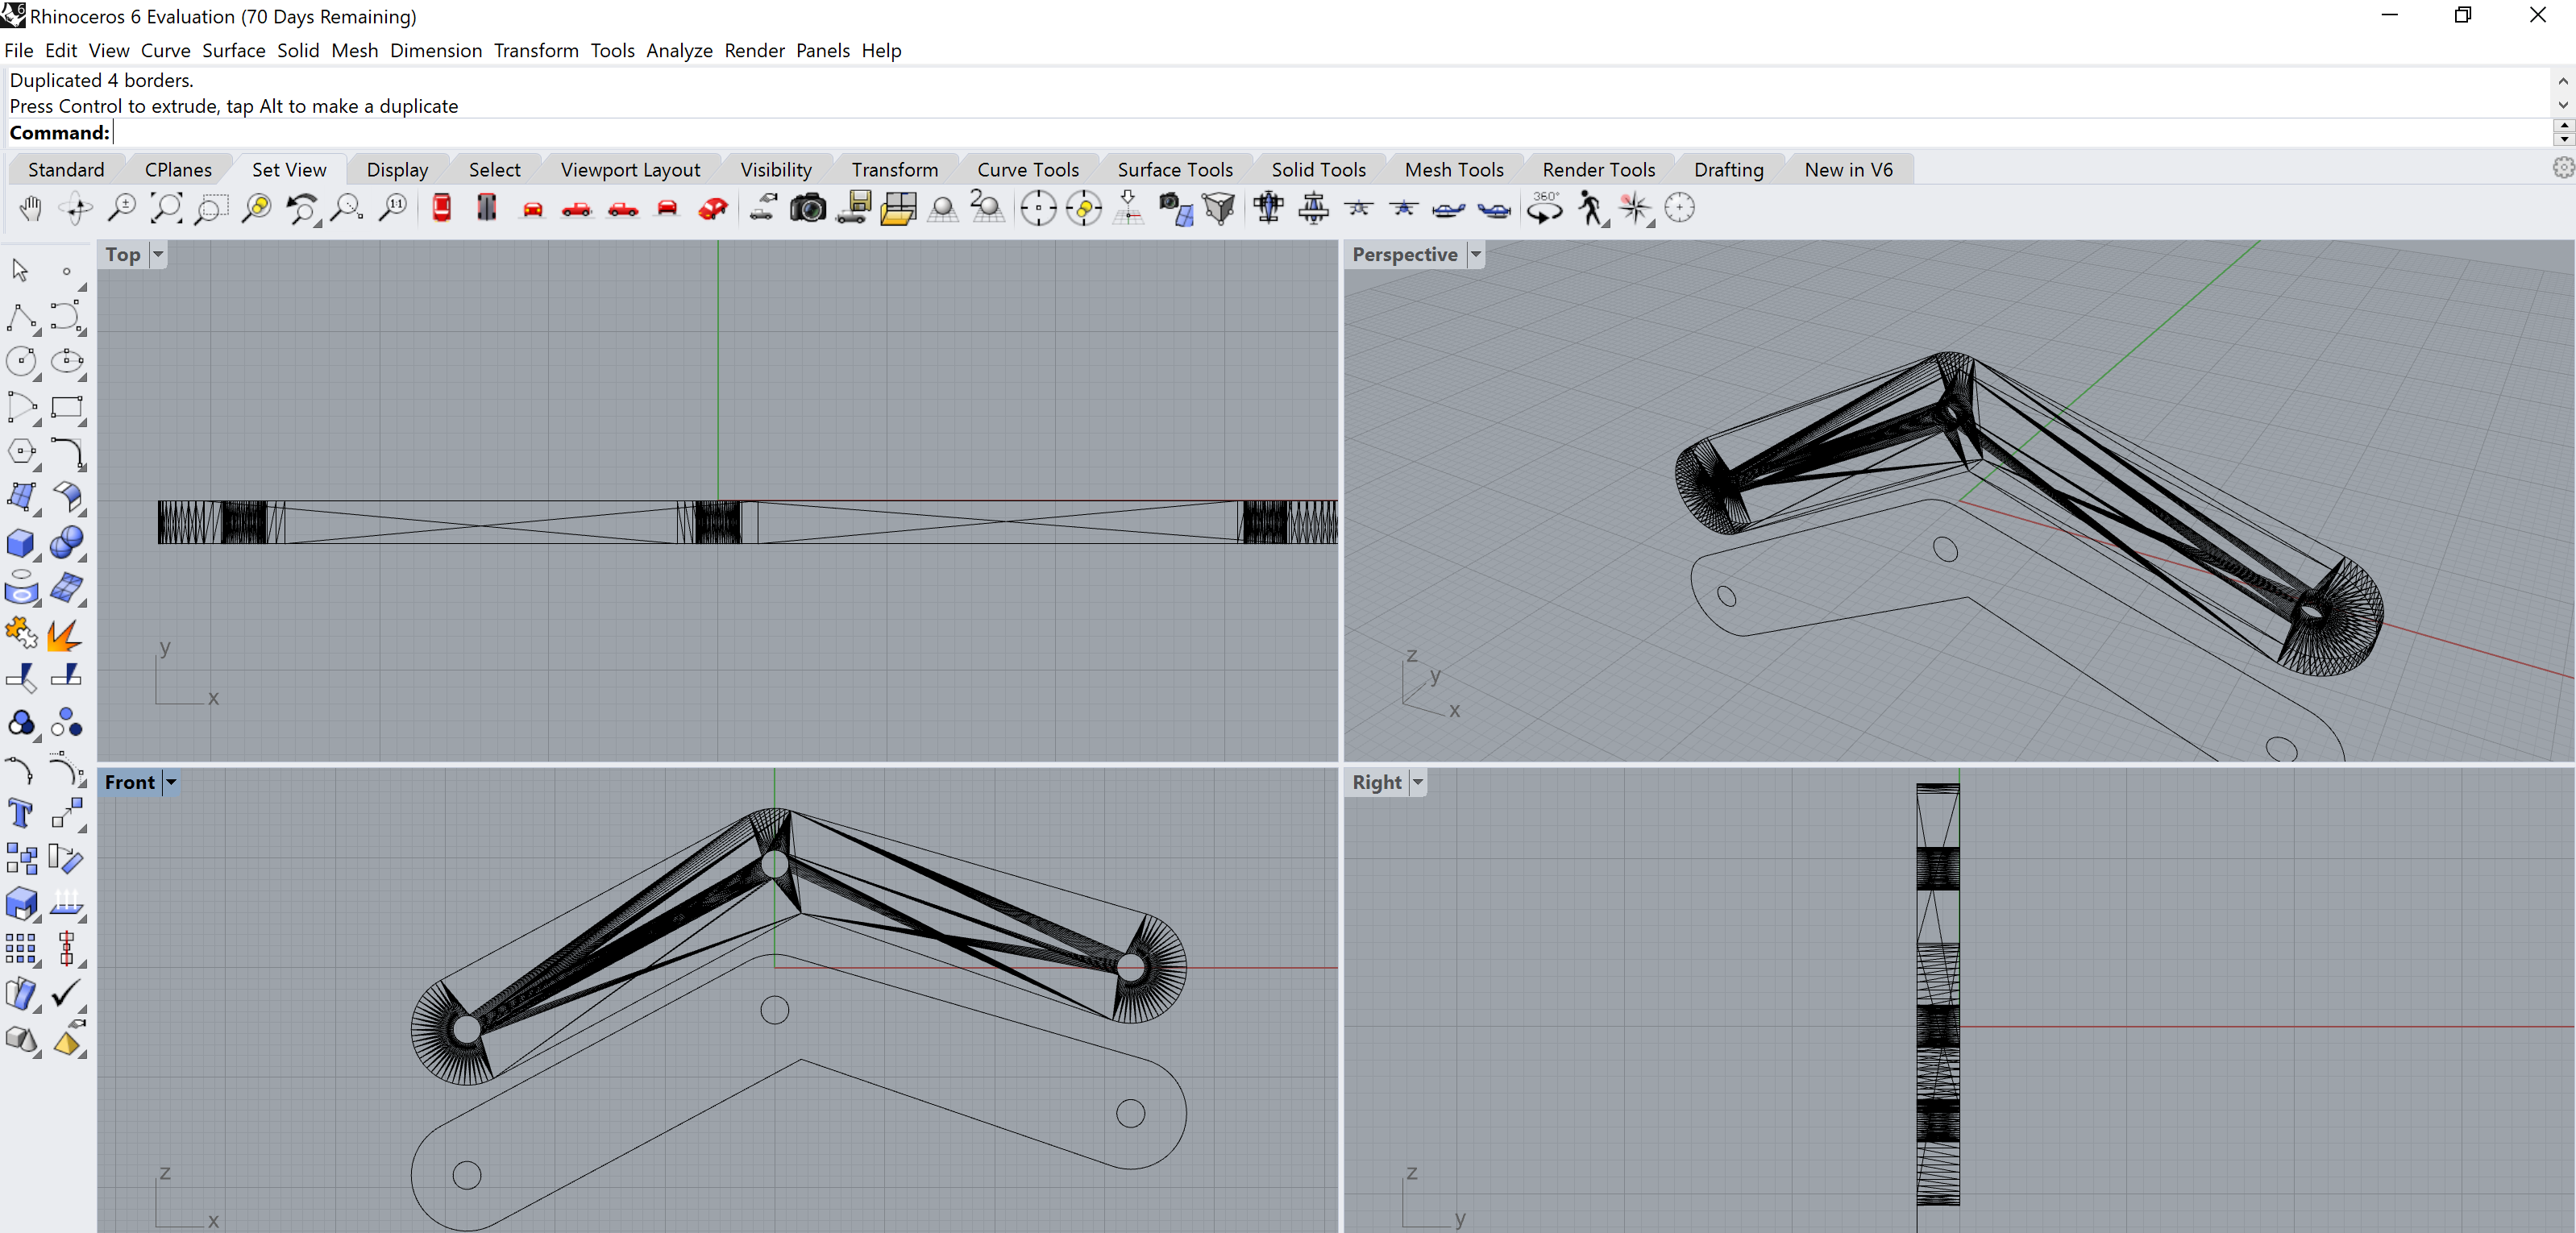 Rhinoceros 6 Evaluation (70 Days Remaining)
File Edit View Curve Surface Solid Mesh Dimension Transform Tools Analyze Render Panels Help
Duplicated 4 borders.
Press Control to extrude, tap Alt to make a duplicate
Command:
Standard CPlanes Set View Display Select Viewport Layout Visibility Transform Curve Tools Surface Tools Solid Tools Mesh Tools Render Tools Drafting New in V6
1:1 2 360°
Top
y
x
Perspective
z
y
x
Front
z
x
Right
z
y
T